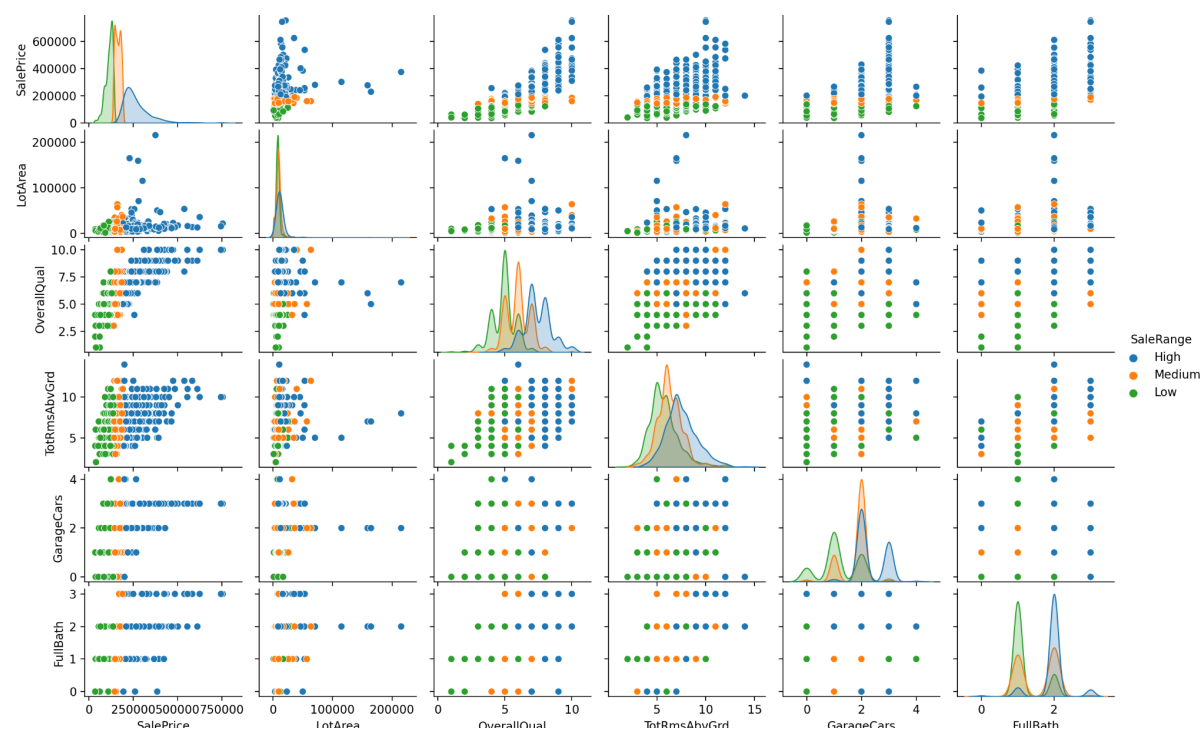 SalePrice
600000
400000
200000
0
LotArea
200000
100000
0
OverallQual
10.0
7.5
5.0
2.5
TotRmsAbvGrd
10
5
GarageCars
4
2
0
FullBath
3
2
1
0
0 250000 500000 750000
SalePrice
0 100000 200000
LotArea
5 10
OverallQual
5 10 15
TotRmsAbvGrd
0 2 4
GarageCars
0 2
FullBath
SaleRange
High
Medium
Low